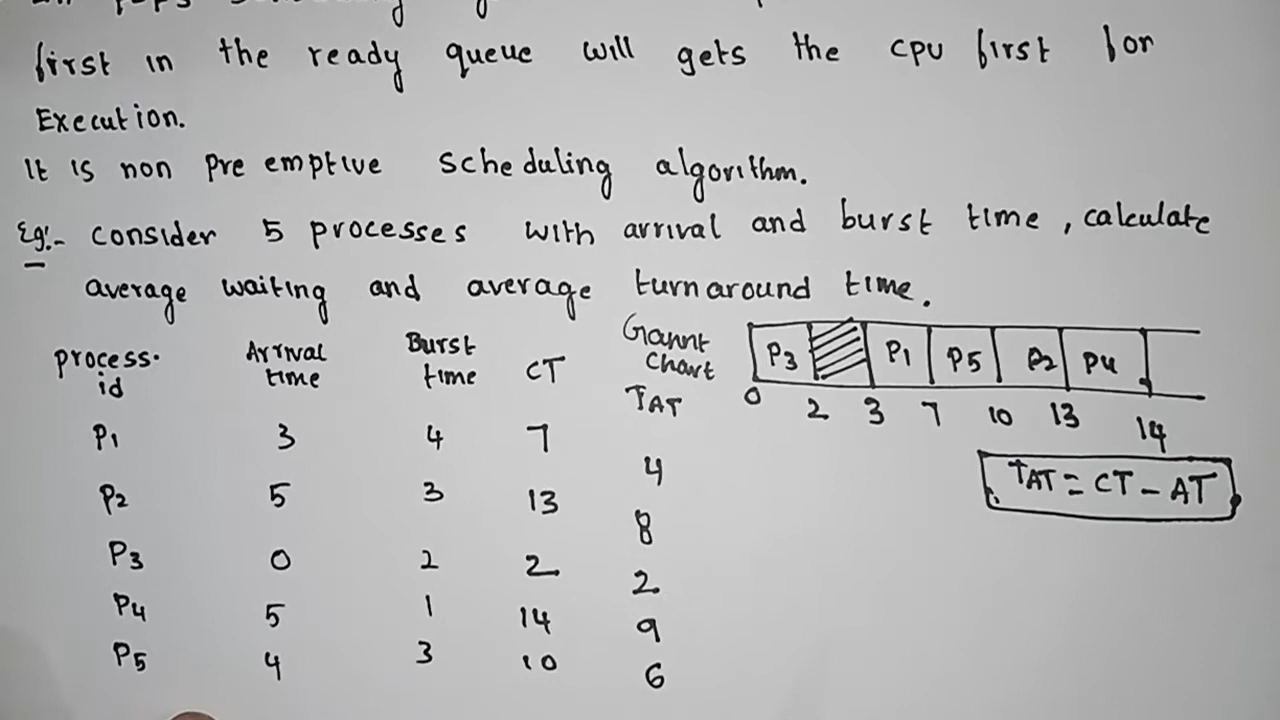 first in the ready queue will gets the cpu first for
Execution.
It is non pre emptive scheduling algorithm.
Eg:- consider 5 processes with arrival and burst time, calculate
average waiting and average turnaround time.
process. id Arrival time Burst time CT TAT
P1 3 4 7 4
P2 5 3 13 8
P3 0 2 2 2
P4 5 1 14 9
P5 4 3 10 6
Gannt chart
P3 P1 P5 P2 P4
0 2 3 7 10 13 14
TAT = CT - AT